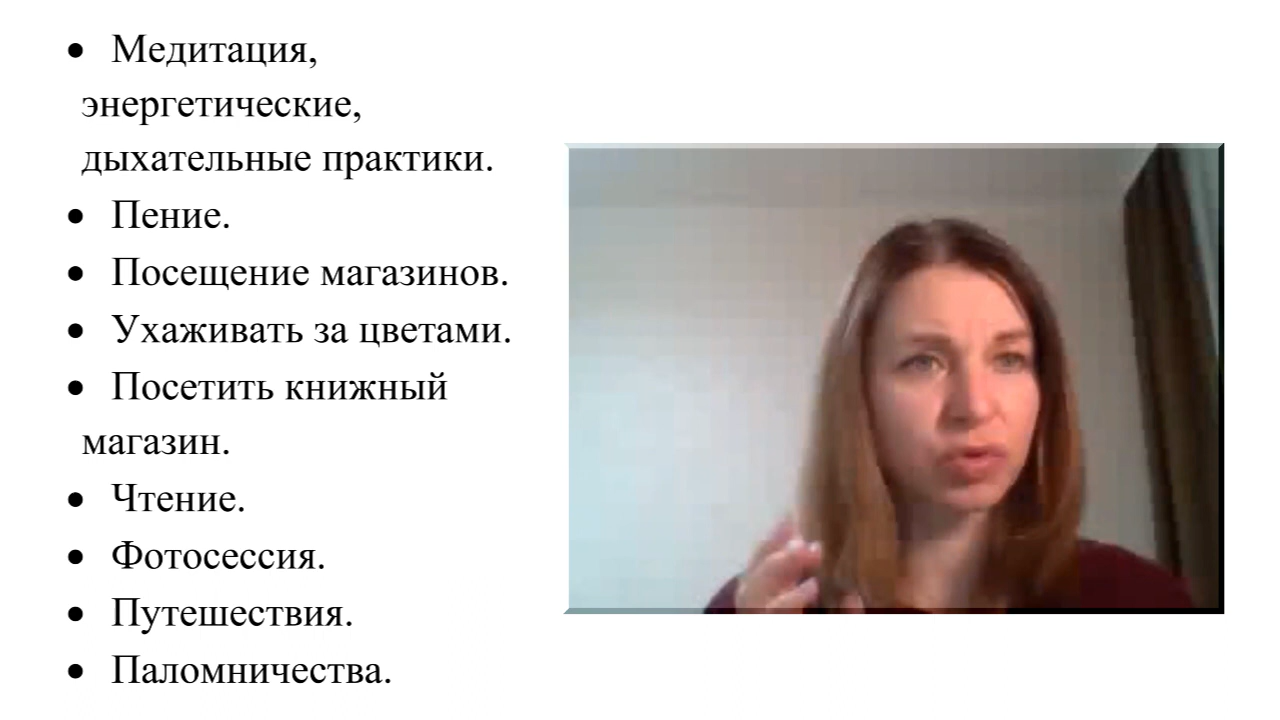 • Медитация,
энергетические,
дыхательные практики.
• Пение.
• Посещение магазинов.
• Ухаживать за цветами.
• Посетить книжный
магазин.
• Чтение.
• Фотосессия.
• Путешествия.
• Паломничества.